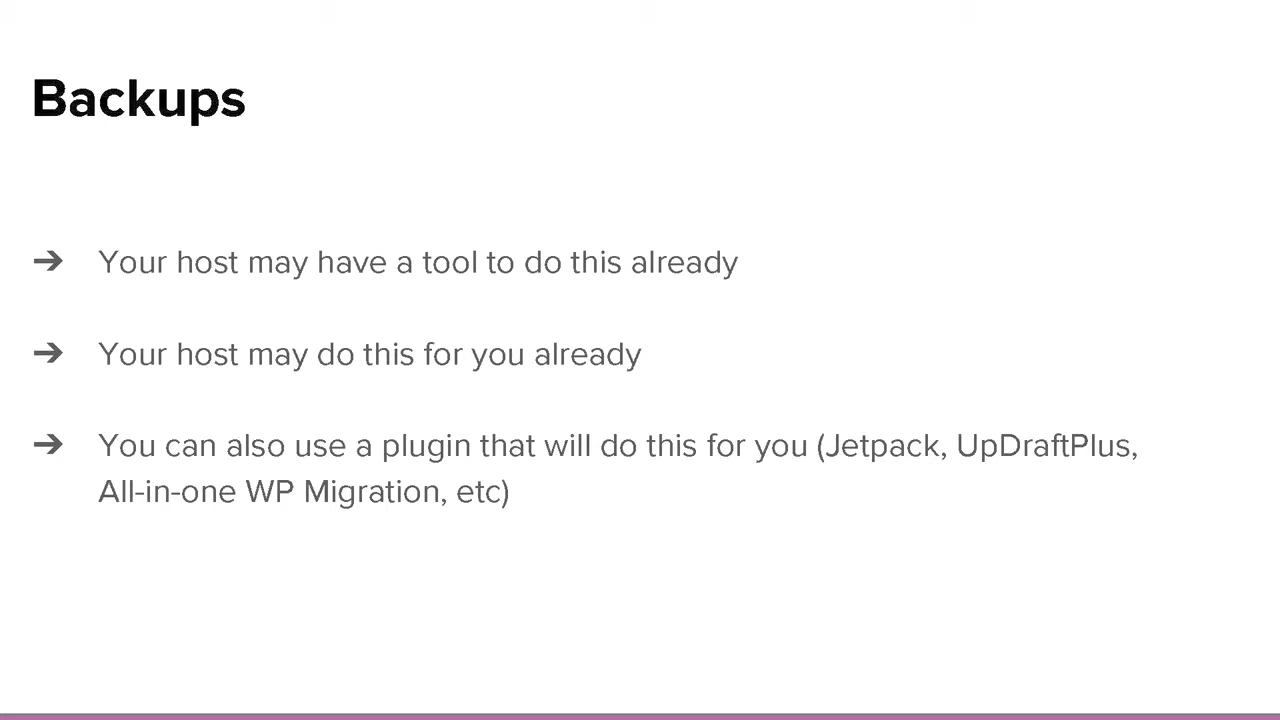 Backups
➔ Your host may have a tool to do this already
➔ Your host may do this for you already
➔ You can also use a plugin that will do this for you (Jetpack, UpDraftPlus,
All-in-one WP Migration, etc)